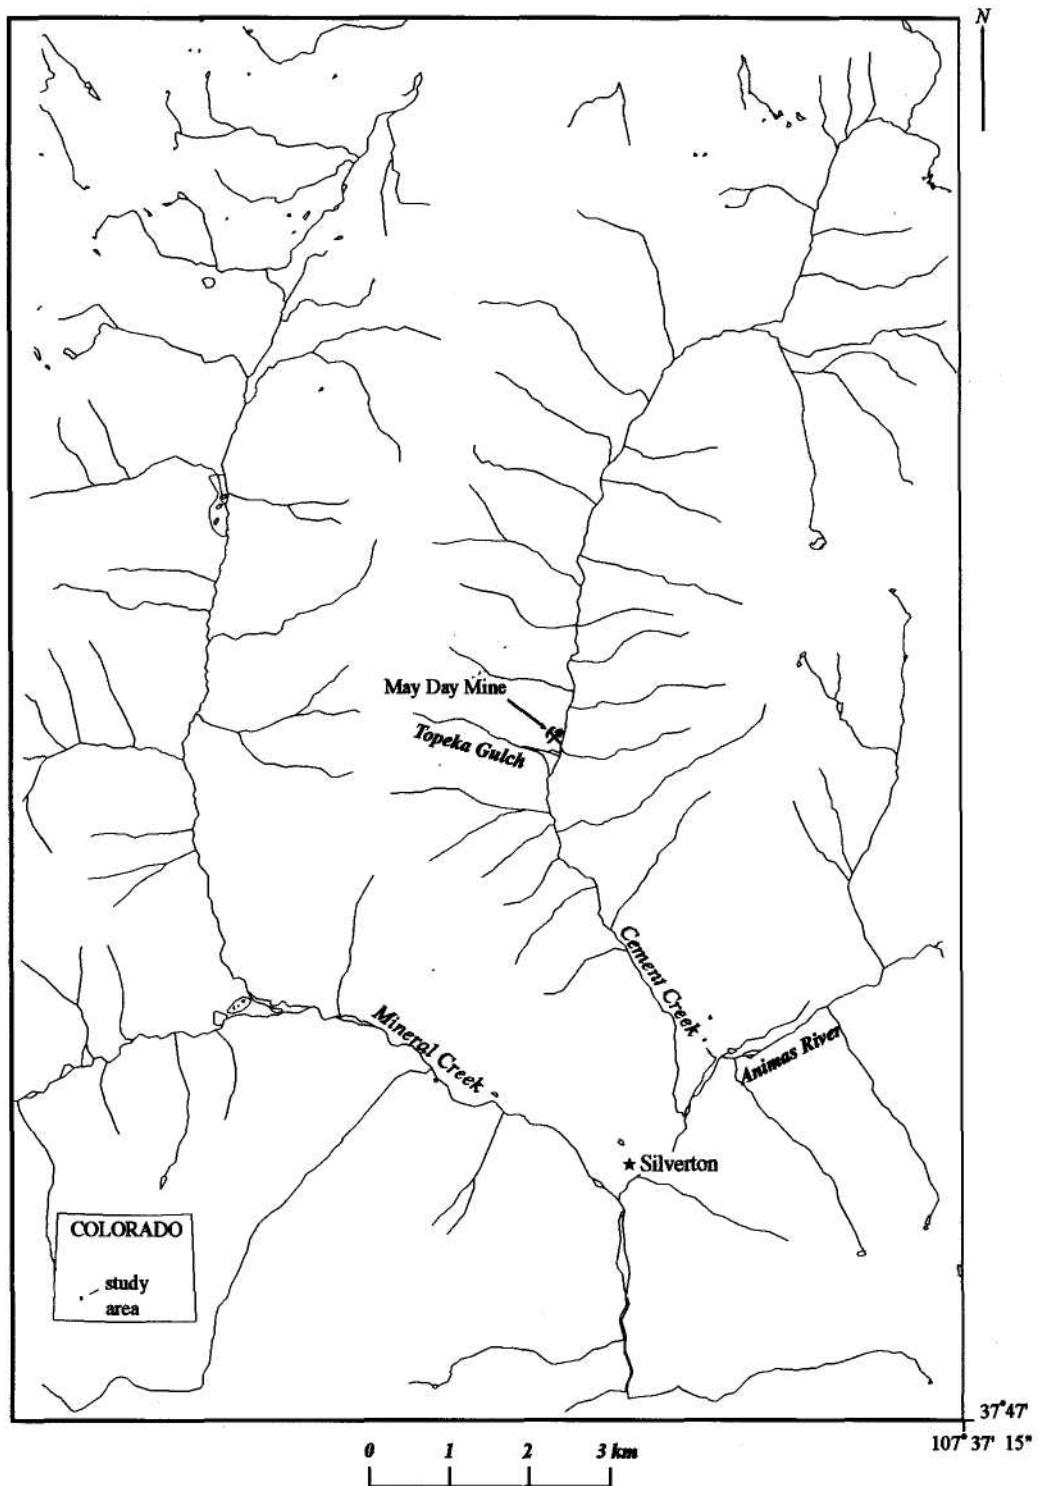 N
May Day Mine
Topeka Gulch
Cement Creek
Mineral Creek
Animas River
Silverton
COLORADO
study
area
37°47'
107°37' 15"
0 1 2 3 km